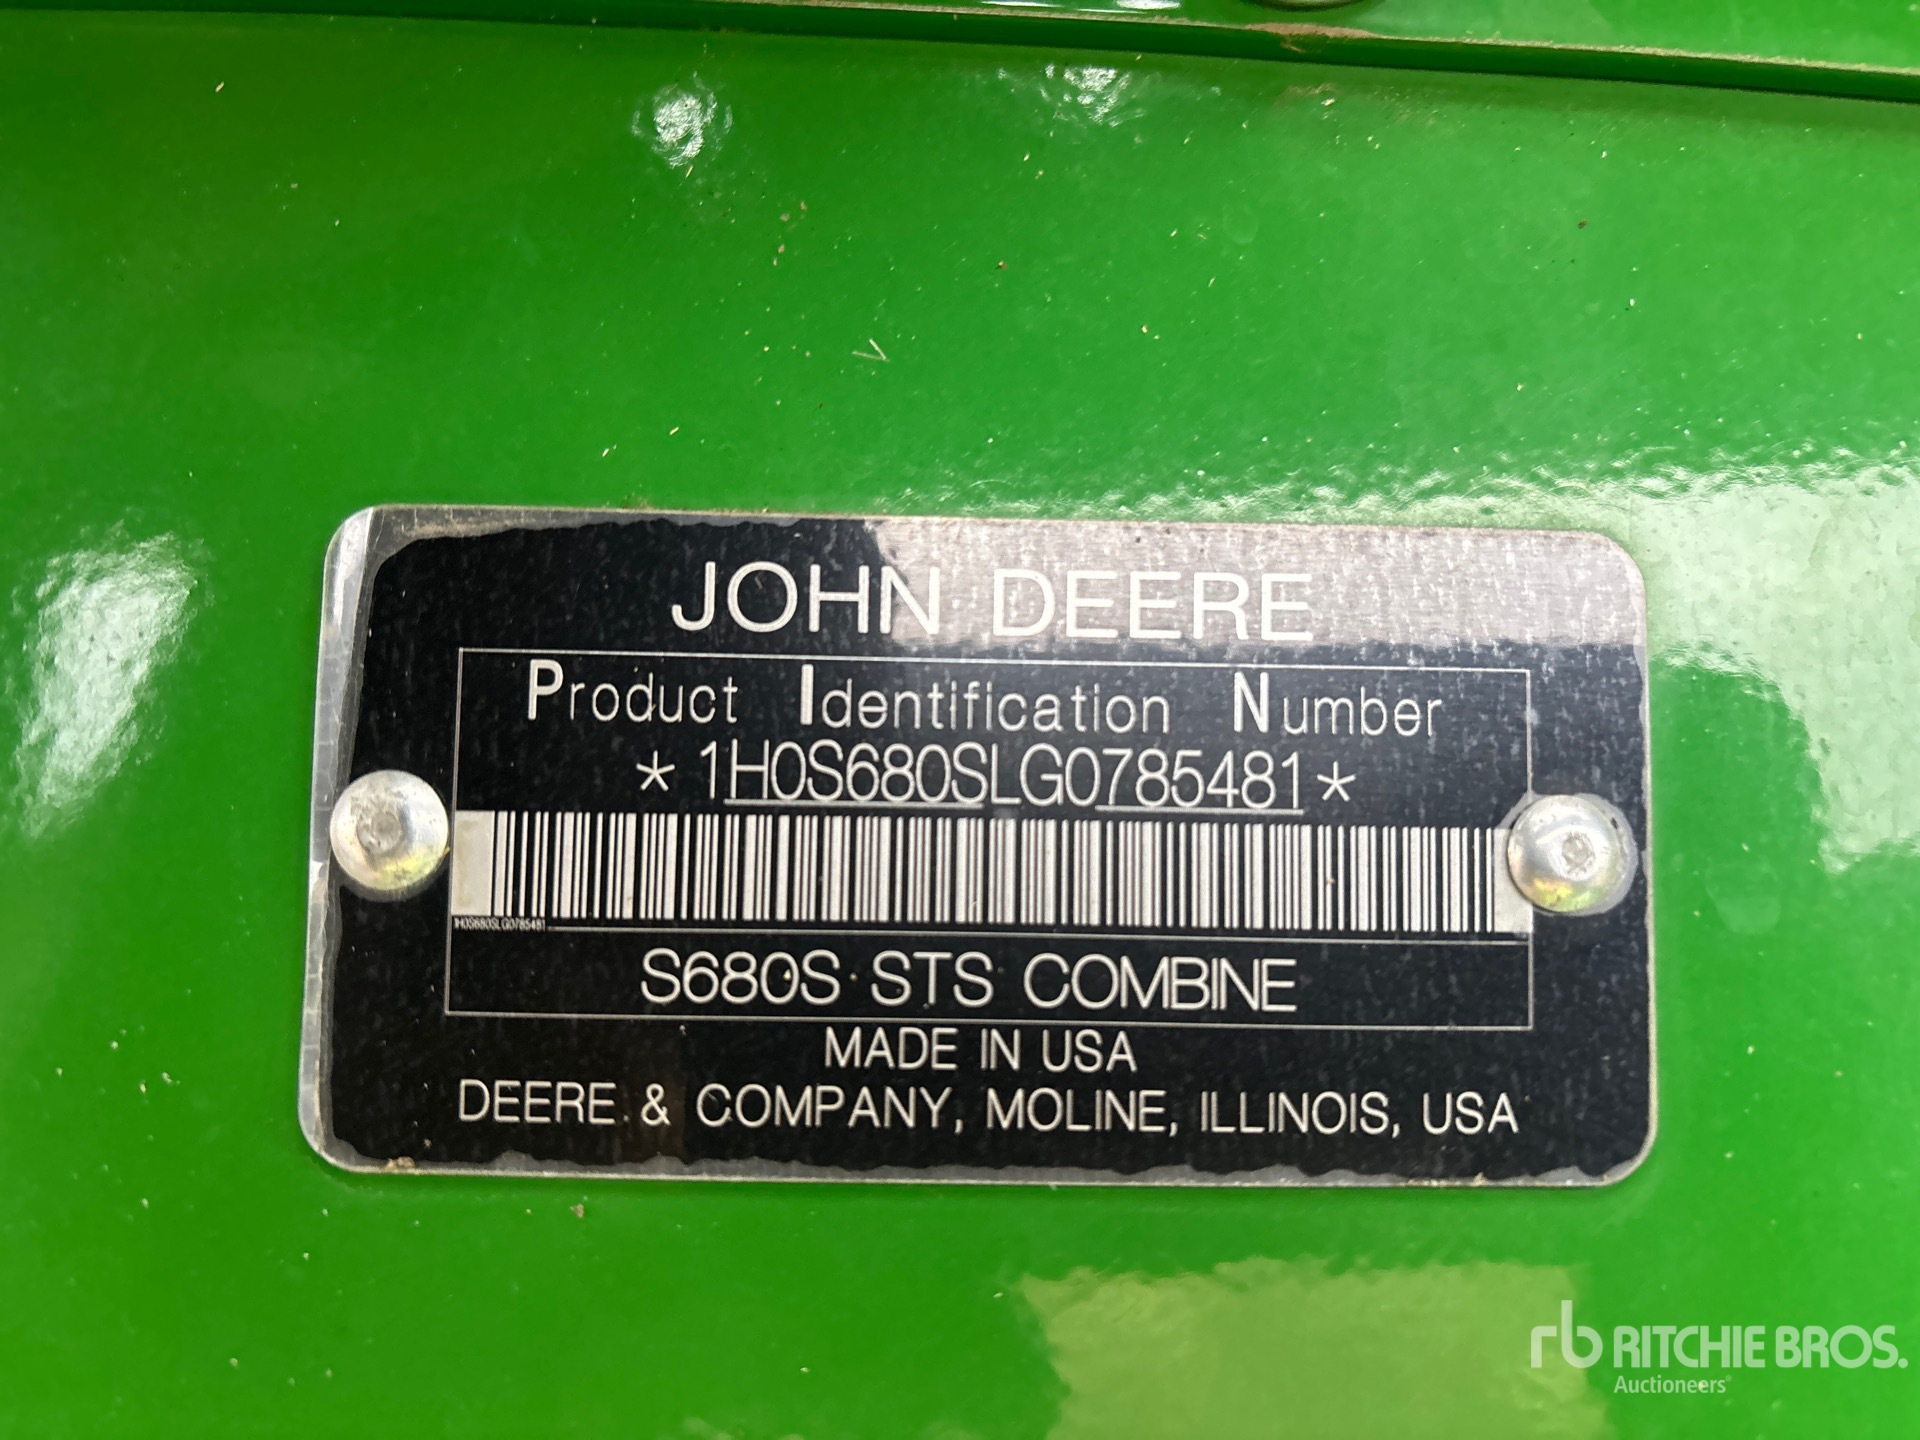 JOHN DEERE
Product Identification Number
*1H0S680SLG0785481*
1H0S680SLG0785481
S680S STS COMBINE
MADE IN USA
DEERE & COMPANY, MOLINE, ILLINOIS, USA
rb RITCHIE BROS.
Auctioneers®